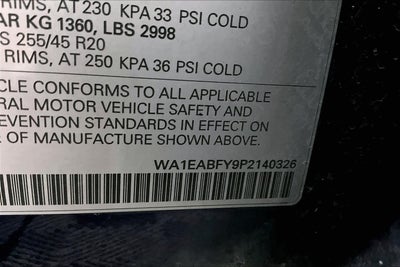 RIMS, AT 230 KPA 33 PSI COLD
AR KG 1360, LBS 2998
S 255/45 R20
RIMS, AT 250 KPA 36 PSI COLD
CLE CONFORMS TO ALL APPLICABLE
RAL MOTOR VEHICLE SAFETY AND
EVENTION STANDARDS IN EFFECT ON
OF MANUFACTURE SHOWN ABOVE.
WA1EABFY9P2140326